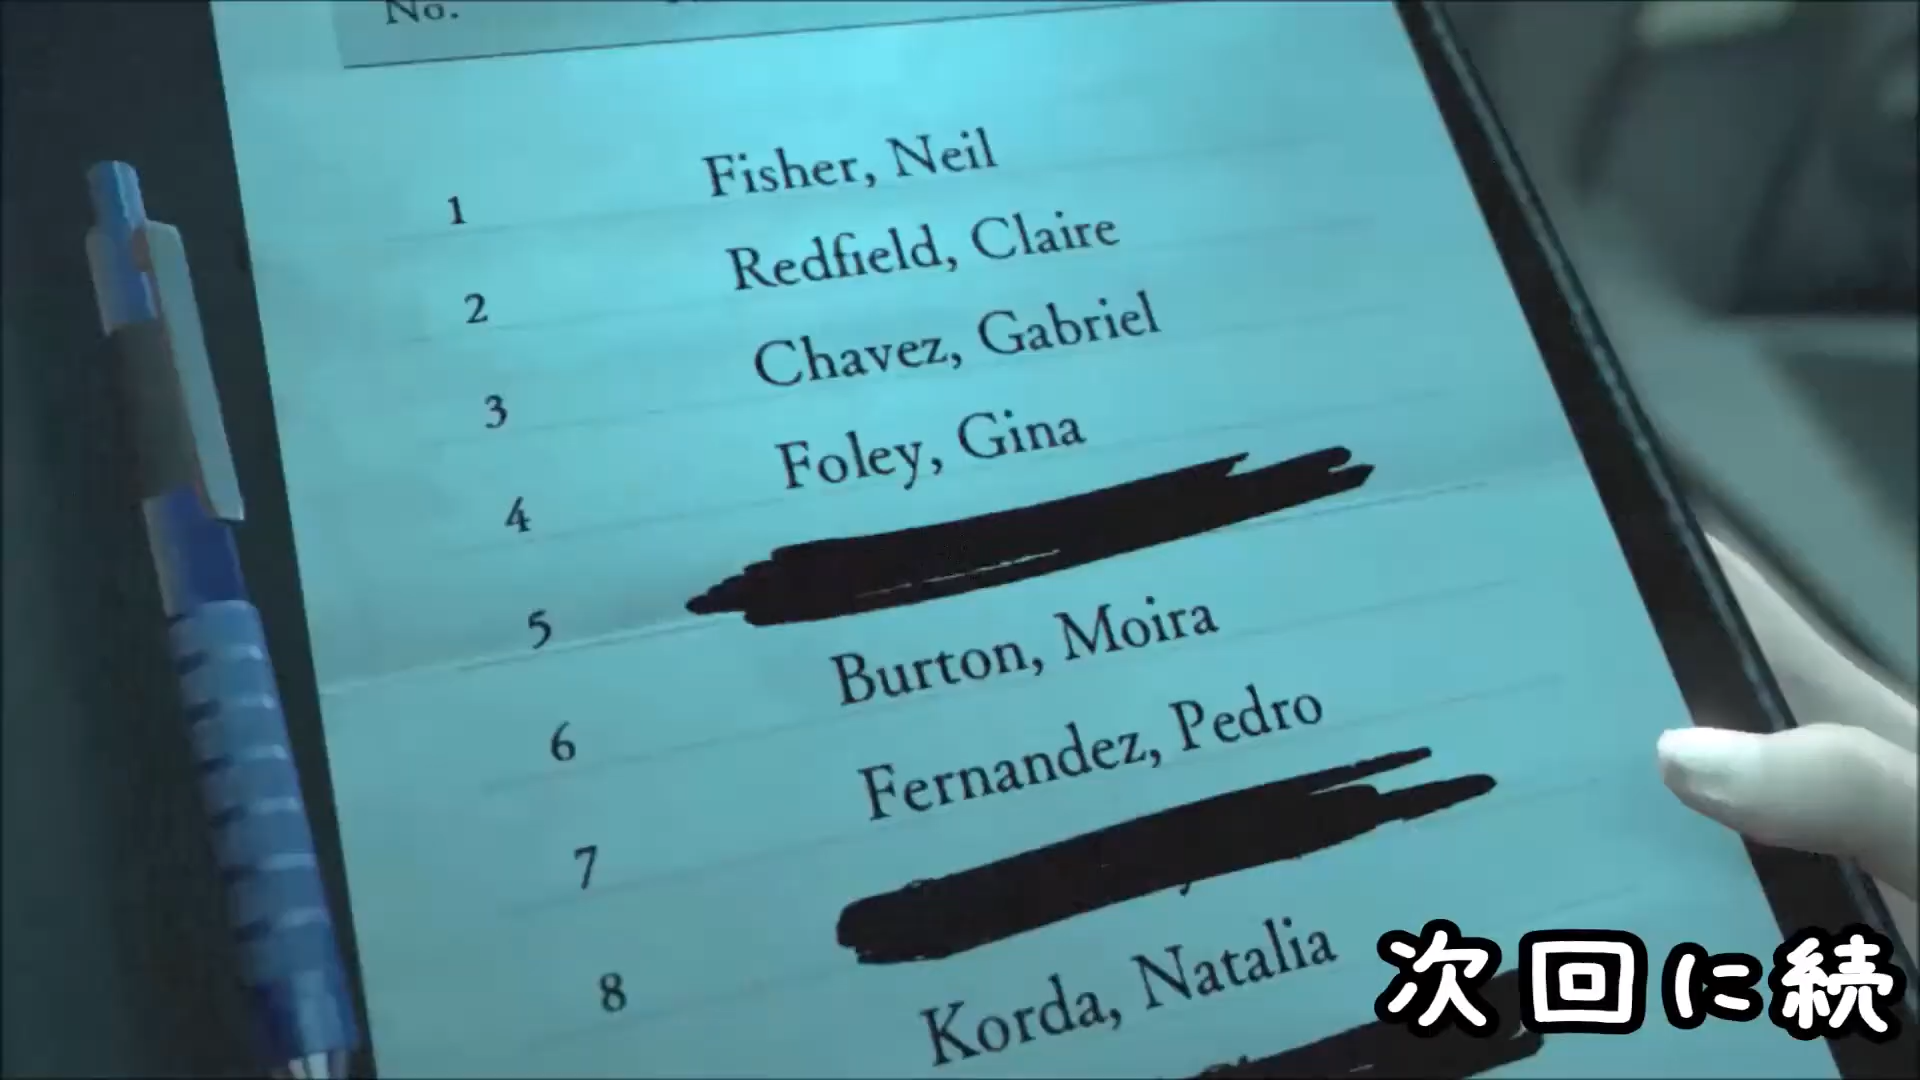 No.
1 Fisher, Neil
2 Redfield, Claire
3 Chavez, Gabriel
4 Foley, Gina
5
6 Burton, Moira
7 Fernandez, Pedro
8
Korda, Natalia
次回に続